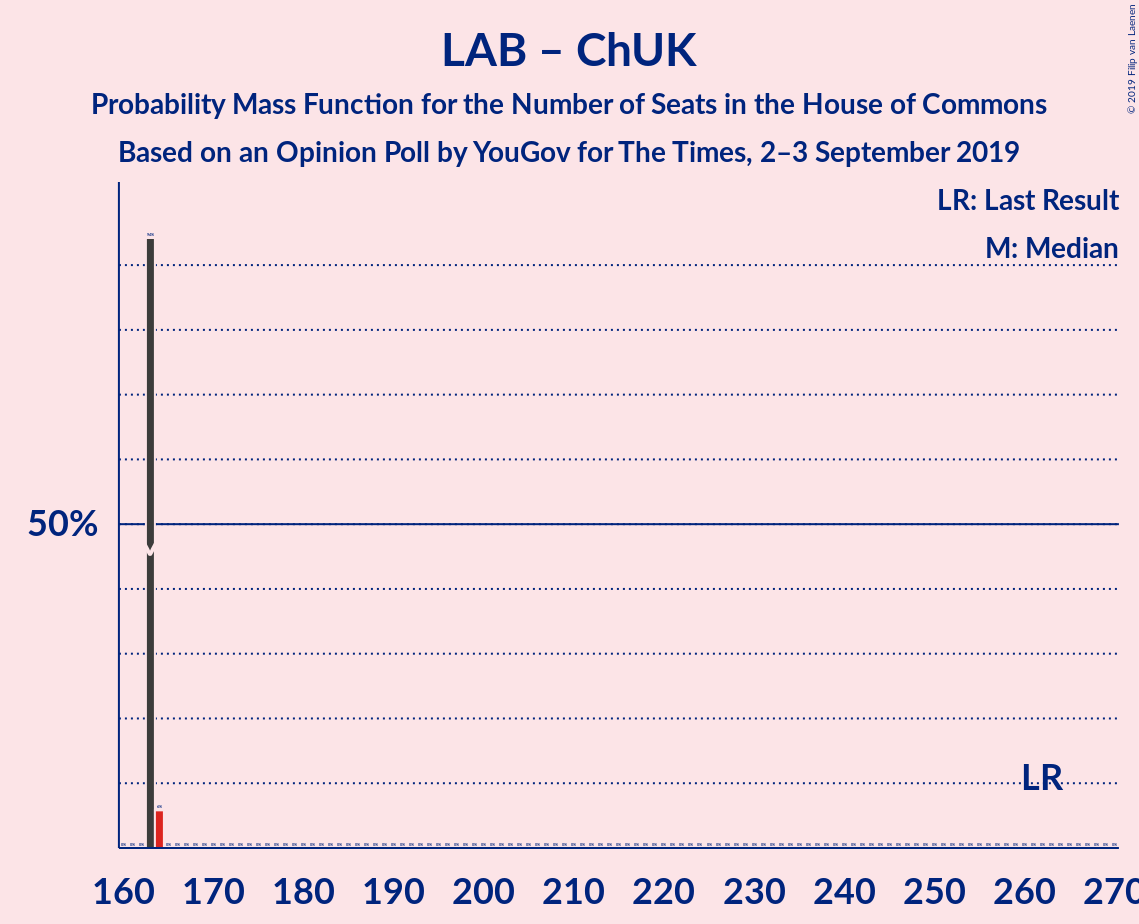 LAB – ChUK
Probability Mass Function for the Number of Seats in the House of Commons
Based on an Opinion Poll by YouGov for The Times, 2–3 September 2019
© 2019 Filip van Laenen
LR: Last Result
M: Median
50%
LR
160 170 180 190 200 210 220 230 240 250 260 270